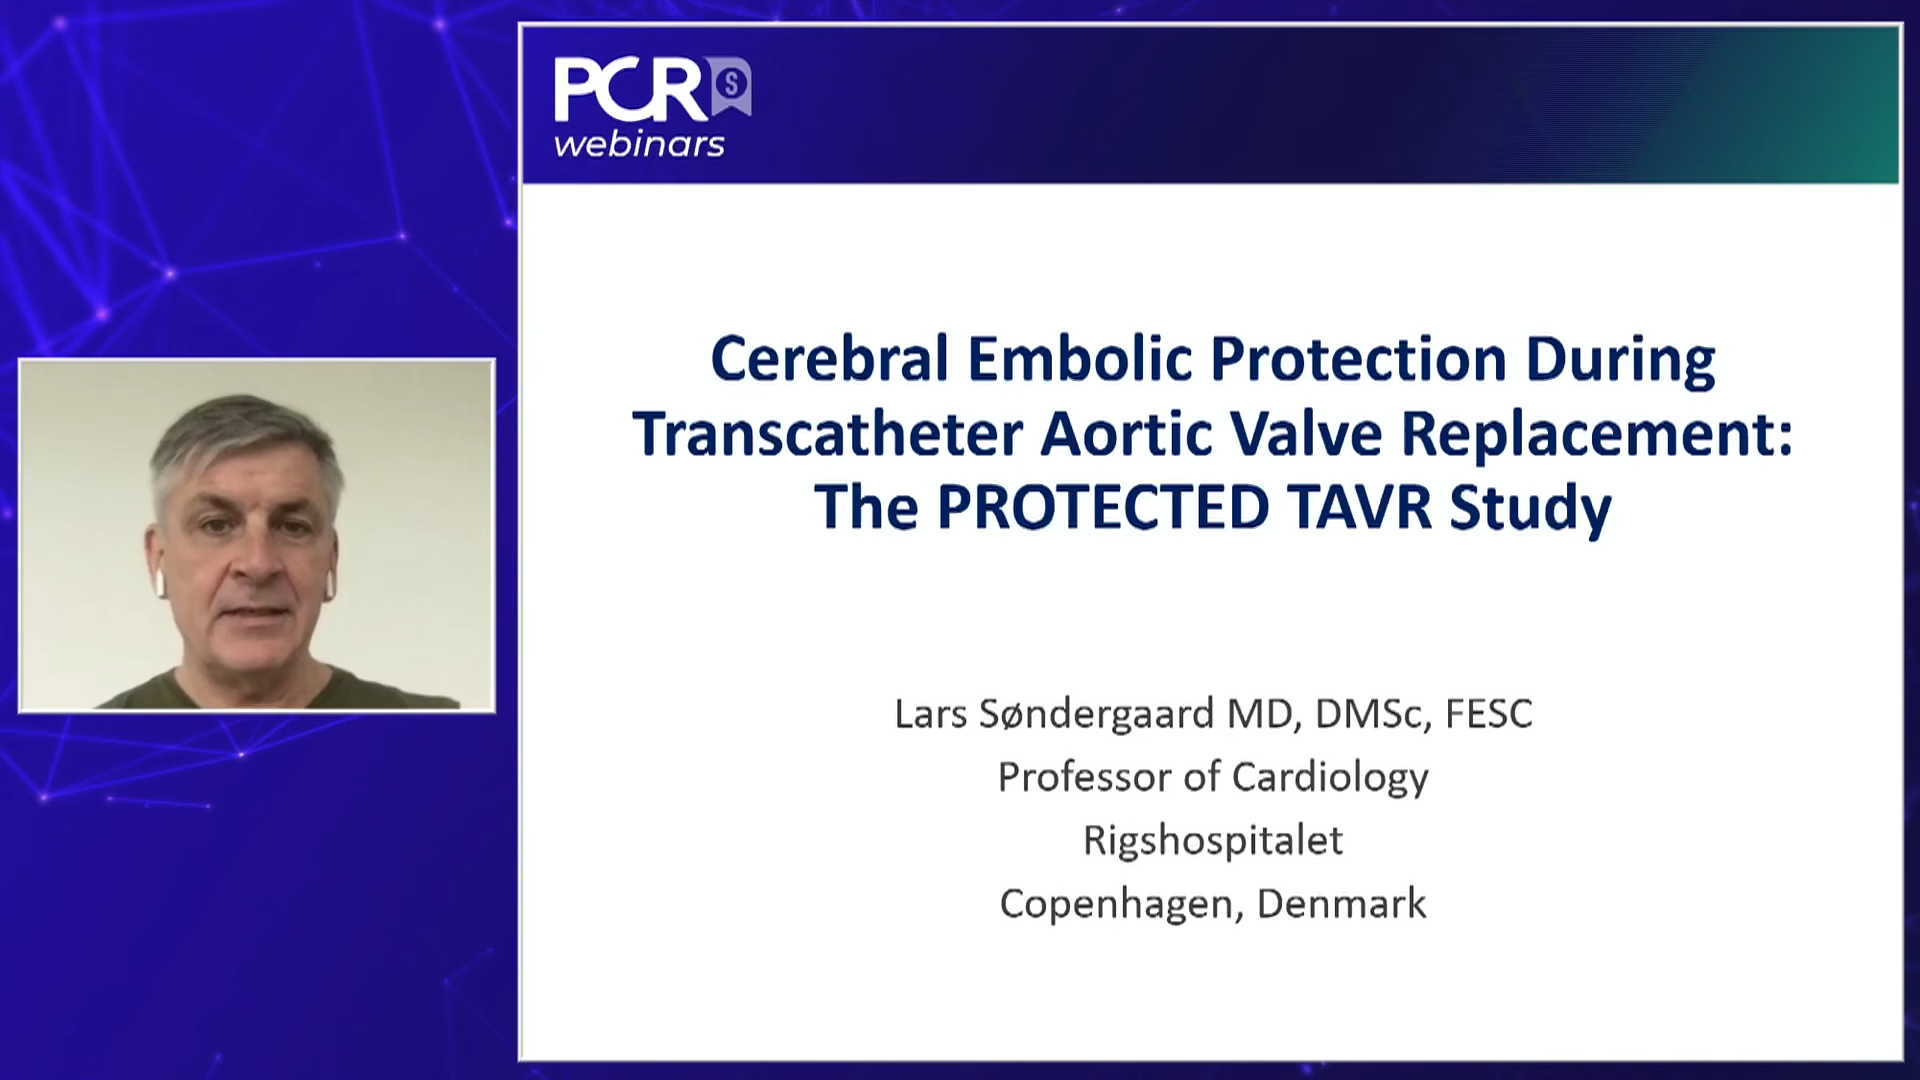 PCR S
webinars
Cerebral Embolic Protection During
Transcatheter Aortic Valve Replacement:
The PROTECTED TAVR Study
Lars Søndergaard MD, DMSc, FESC
Professor of Cardiology
Rigshospitalet
Copenhagen, Denmark